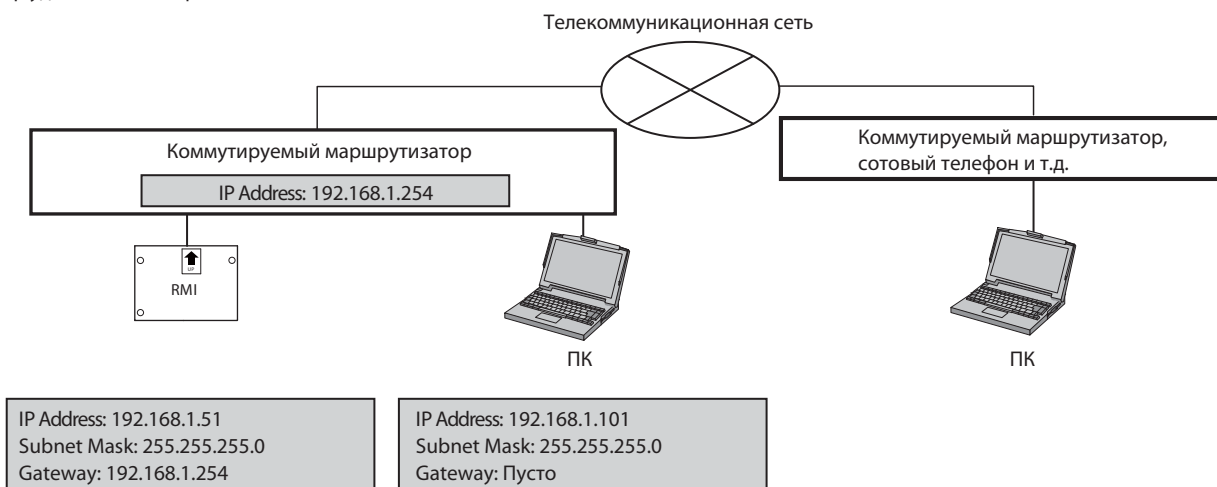 Телекоммуникационная сеть
Коммутируемый маршрутизатор
IP Address: 192.168.1.254
Коммутируемый маршрутизатор,
сотовый телефон и т.д.
UP
RMI
ПК
ПК
IP Address: 192.168.1.51
Subnet Mask: 255.255.255.0
Gateway: 192.168.1.254
IP Address: 192.168.1.101
Subnet Mask: 255.255.255.0
Gateway: Пусто